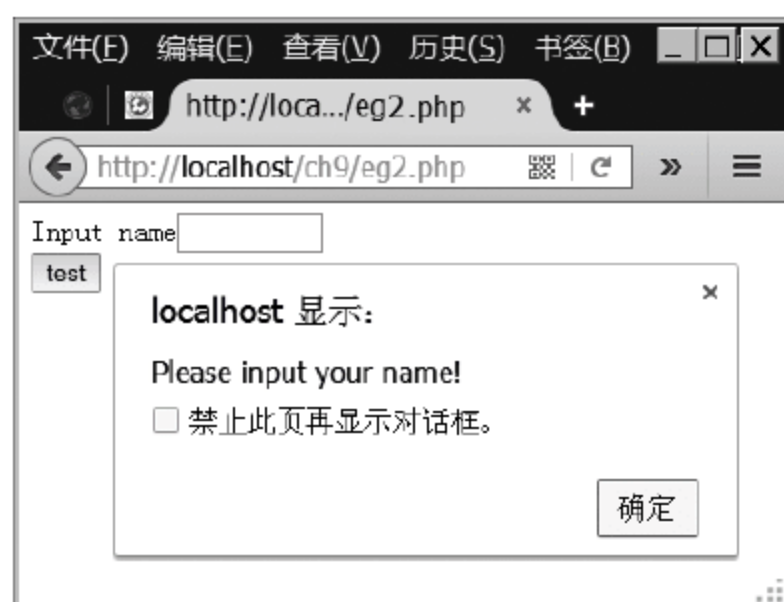 文件(F) 编辑(E) 查看(V) 历史(S) 书签(B)
http://loca.../eg2.php
http://localhost/ch9/eg2.php
Input name
test
localhost 显示：
Please input your name!
禁止此页再显示对话框。
确定